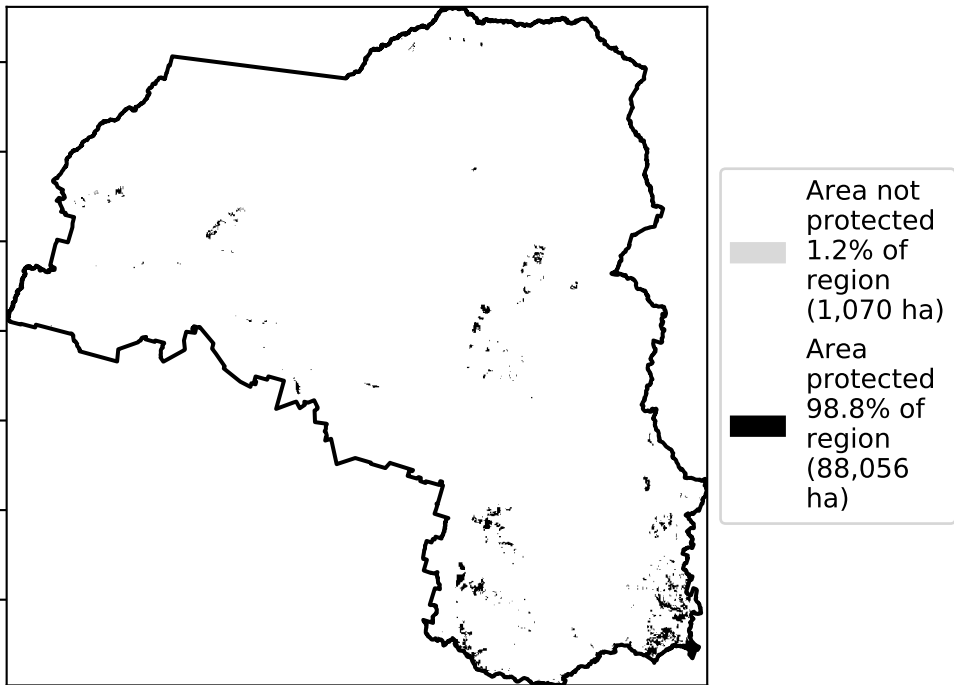 Area not
protected
1.2% of
region
(1,070 ha)
Area
protected
98.8% of
region
(88,056
ha)